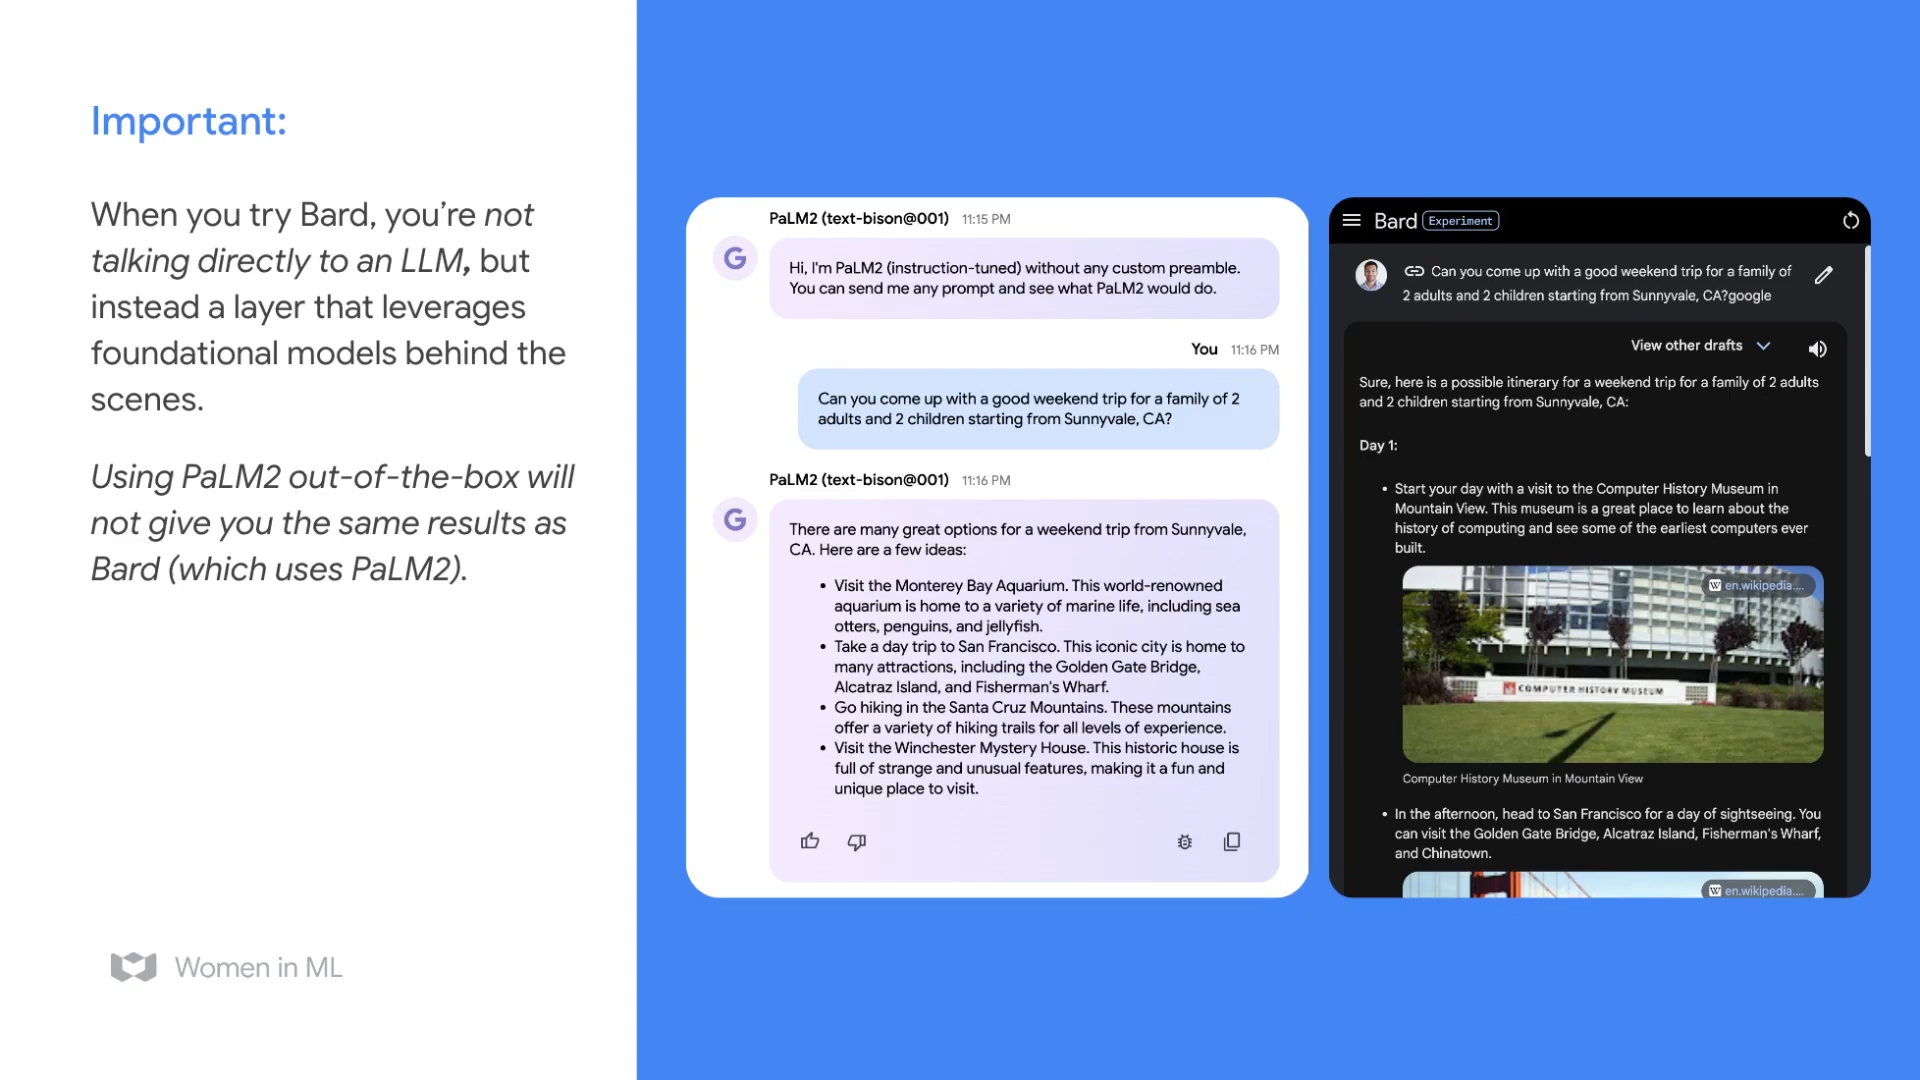 Important:
When you try Bard, you're not
talking directly to an LLM, but
instead a layer that leverages
foundational models behind the
scenes.
Using PaLM2 out-of-the-box will
not give you the same results as
Bard (which uses PaLM2).
Women in ML
PaLM2 (text-bison@001) 11:15 PM
G
Hi, I'm PaLM2 (instruction-tuned) without any custom preamble.
You can send me any prompt and see what PaLM2 would do.
You 11:16 PM
Can you come up with a good weekend trip for a family of 2
adults and 2 children starting from Sunnyvale, CA?
PaLM2 (text-bison@001) 11:16 PM
G
There are many great options for a weekend trip from Sunnyvale,
CA. Here are a few ideas:
• Visit the Monterey Bay Aquarium. This world-renowned
aquarium is home to a variety of marine life, including sea
otters, penguins, and jellyfish.
• Take a day trip to San Francisco. This iconic city is home to
many attractions, including the Golden Gate Bridge,
Alcatraz Island, and Fisherman's Wharf.
• Go hiking in the Santa Cruz Mountains. These mountains
offer a variety of hiking trails for all levels of experience.
• Visit the Winchester Mystery House. This historic house is
full of strange and unusual features, making it a fun and
unique place to visit.
Bard Experiment
Can you come up with a good weekend trip for a family of
2 adults and 2 children starting from Sunnyvale, CA?google
View other drafts
Sure, here is a possible itinerary for a weekend trip for a family of 2 adults
and 2 children starting from Sunnyvale, CA:
Day 1:
• Start your day with a visit to the Computer History Museum in
Mountain View. This museum is a great place to learn about the
history of computing and see some of the earliest computers ever
built.
W en.wikipedia....
COMPUTER HISTORY MUSEUM
Computer History Museum in Mountain View
• In the afternoon, head to San Francisco for a day of sightseeing. You
can visit the Golden Gate Bridge, Alcatraz Island, Fisherman's Wharf,
and Chinatown.
W en.wikipedia....